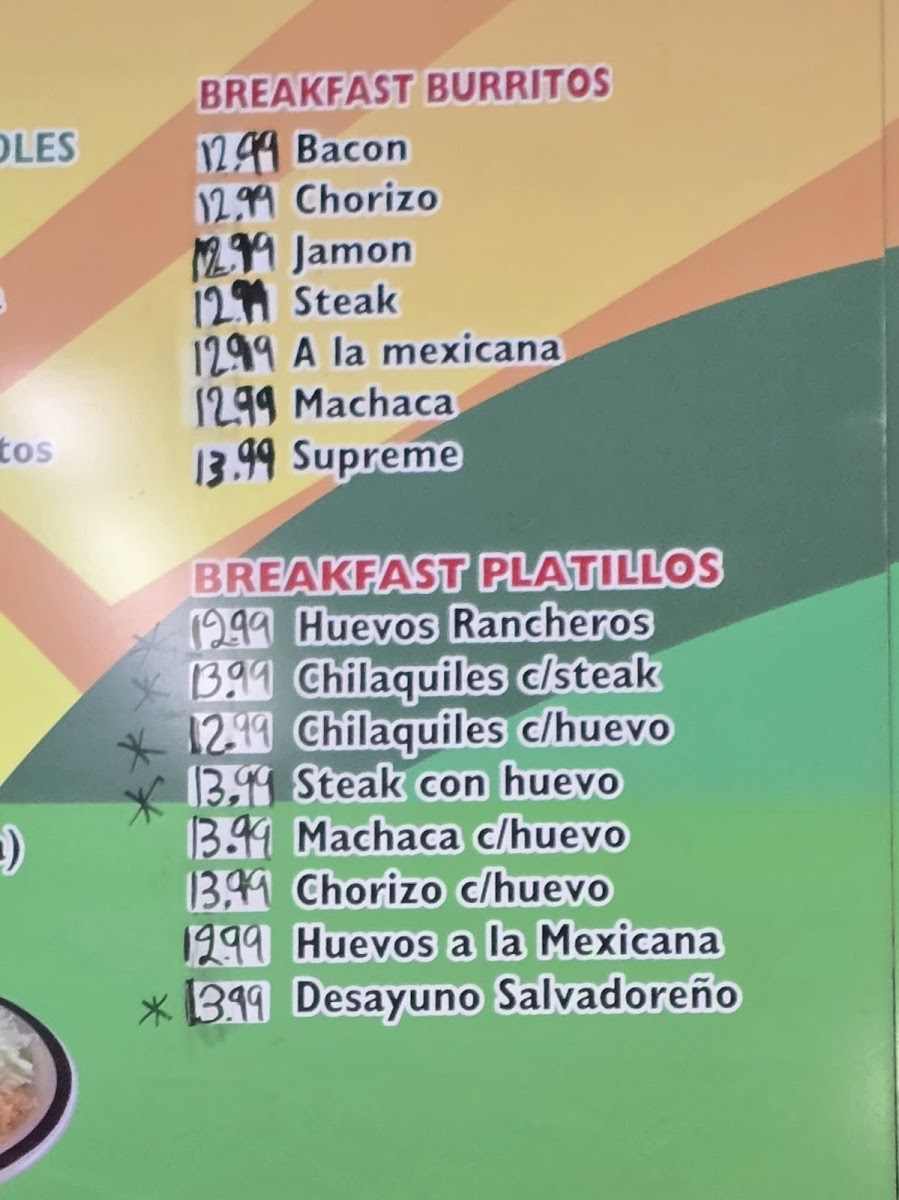 OLES
tos
BREAKFAST BURRITOS
12.99 Bacon
12.99 Chorizo
12.99 Jamon
12.99 Steak
12.99 A la mexicana
12.99 Machaca
13.99 Supreme
BREAKFAST PLATILLOS
* 12.99 Huevos Rancheros
* 13.99 Chilaquiles c/steak
* 12.99 Chilaquiles c/huevo
* 13.99 Steak con huevo
13.99 Machaca c/huevo
13.99 Chorizo c/huevo
12.99 Huevos a la Mexicana
* 13.99 Desayuno Salvadoreño